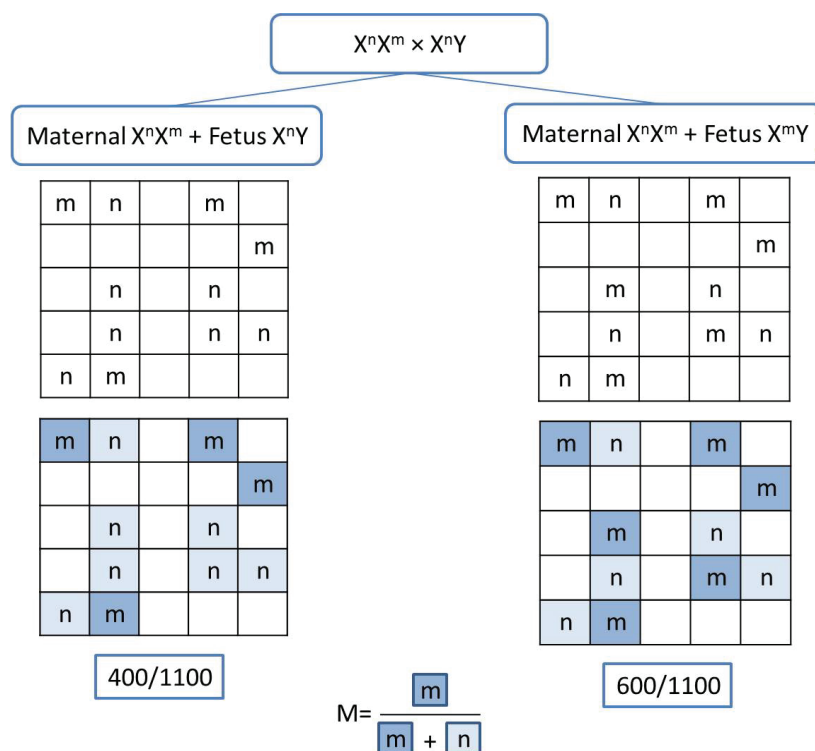 XⁿXᵐ × XⁿY
Maternal XⁿXᵐ + Fetus XⁿY
m n m
m
n n
n n n
n m
m n m
m
n n
n n n
n m
400/1100
Maternal XⁿXᵐ + Fetus XᵐY
m n m
m
m n
n m n
n m
m n m
m
m n
n m n
n m
600/1100
M= m
m + n